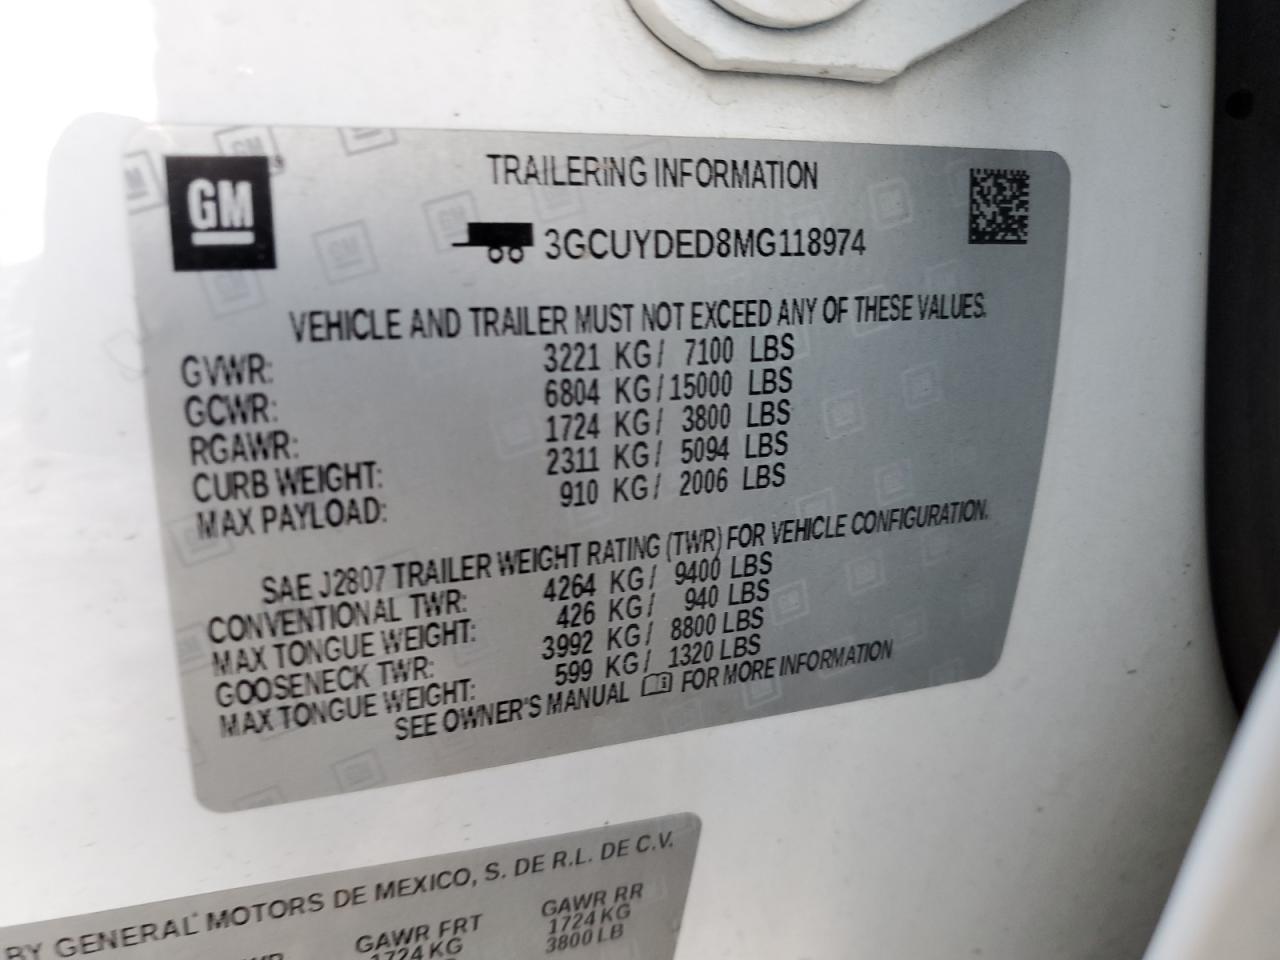 GM
TRAILERING INFORMATION
3GCUYDED8MG118974
VEHICLE AND TRAILER MUST NOT EXCEED ANY OF THESE VALUES.
GVWR: 3221 KG/ 7100 LBS
GCWR: 6804 KG/15000 LBS
RGAWR: 1724 KG/ 3800 LBS
CURB WEIGHT: 2311 KG/ 5094 LBS
MAX PAYLOAD: 910 KG/ 2006 LBS
SAE J2807 TRAILER WEIGHT RATING (TWR) FOR VEHICLE CONFIGURATION.
CONVENTIONAL TWR: 4264 KG/ 9400 LBS
MAX TONGUE WEIGHT: 426 KG/ 940 LBS
GOOSENECK TWR: 3992 KG/ 8800 LBS
MAX TONGUE WEIGHT: 599 KG/ 1320 LBS
SEE OWNER'S MANUAL FOR MORE INFORMATION
BY GENERAL MOTORS DE MEXICO, S. DE R.L. DE C.V.
GAWR FRT GAWR RR
1724 KG 1724 KG
3800 LB